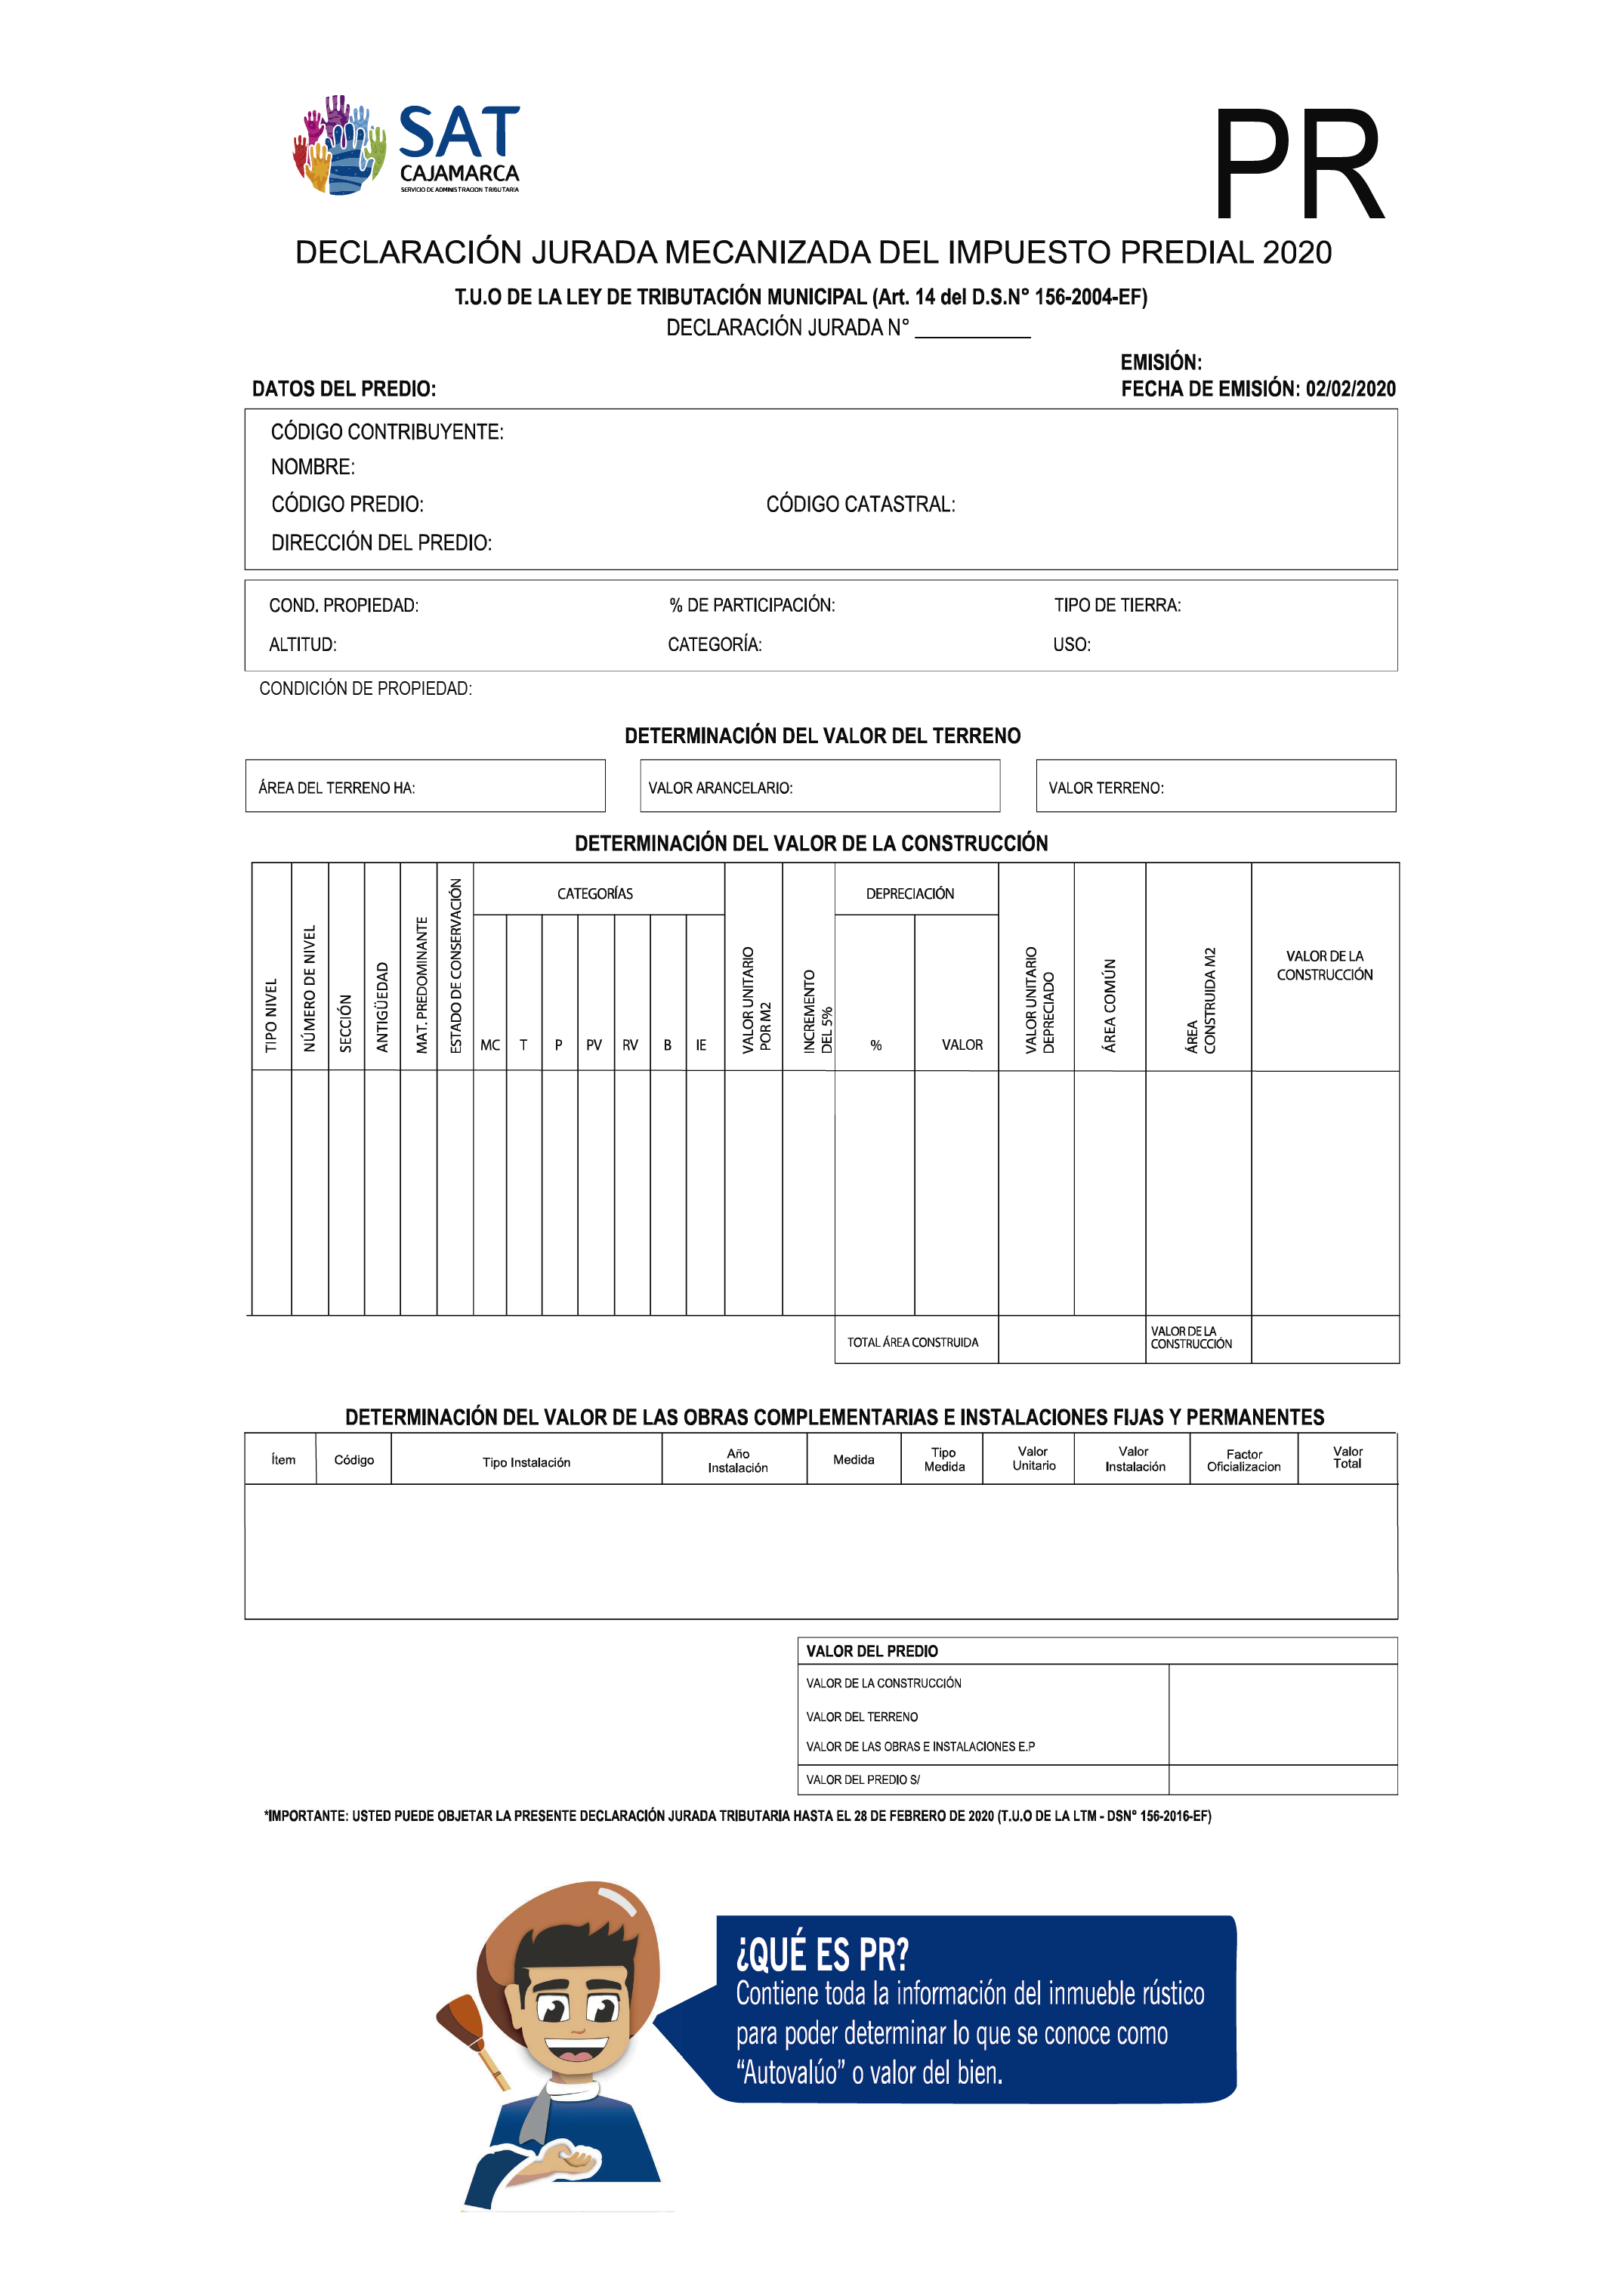 SAT
CAJAMARCA
SERVICIO DE ADMINISTRACION TRIBUTARIA
PR
DECLARACIÓN JURADA MECANIZADA DEL IMPUESTO PREDIAL 2020
T.U.O DE LA LEY DE TRIBUTACIÓN MUNICIPAL (Art. 14 del D.S.N° 156-2004-EF)
DECLARACIÓN JURADA N° __________
EMISIÓN:
DATOS DEL PREDIO: FECHA DE EMISIÓN: 02/02/2020
CÓDIGO CONTRIBUYENTE:
NOMBRE:
CÓDIGO PREDIO: CÓDIGO CATASTRAL:
DIRECCIÓN DEL PREDIO:
COND. PROPIEDAD: % DE PARTICIPACIÓN: TIPO DE TIERRA:
ALTITUD: CATEGORÍA: USO:
CONDICIÓN DE PROPIEDAD:
DETERMINACIÓN DEL VALOR DEL TERRENO
ÁREA DEL TERRENO HA: VALOR ARANCELARIO: VALOR TERRENO:
DETERMINACIÓN DEL VALOR DE LA CONSTRUCCIÓN
TIPO NIVEL
NÚMERO DE NIVEL
SECCIÓN
ANTIGÜEDAD
MAT. PREDOMINANTE
ESTADO DE CONSERVACIÓN
CATEGORÍAS
MC T P PV RV B IE
VALOR UNITARIO
POR M2
INCREMENTO
DEL 5%
DEPRECIACIÓN
% VALOR
VALOR UNITARIO
DEPRECIADO
ÁREA COMÚN
ÁREA
CONSTRUIDA M2
VALOR DE LA
CONSTRUCCIÓN
TOTAL ÁREA CONSTRUIDA
VALOR DE LA
CONSTRUCCIÓN
DETERMINACIÓN DEL VALOR DE LAS OBRAS COMPLEMENTARIAS E INSTALACIONES FIJAS Y PERMANENTES
Ítem
Código
Tipo Instalación
Año
Instalación
Medida
Tipo
Medida
Valor
Unitario
Valor
Instalación
Factor
Oficializacion
Valor
Total
VALOR DEL PREDIO
VALOR DE LA CONSTRUCCIÓN
VALOR DEL TERRENO
VALOR DE LAS OBRAS E INSTALACIONES E.P
VALOR DEL PREDIO S/
*IMPORTANTE: USTED PUEDE OBJETAR LA PRESENTE DECLARACIÓN JURADA TRIBUTARIA HASTA EL 28 DE FEBRERO DE 2020 (T.U.O DE LA LTM - DSN° 156-2016-EF)
¿QUÉ ES PR?
Contiene toda la información del inmueble rústico
para poder determinar lo que se conoce como
“Autovalúo” o valor del bien.